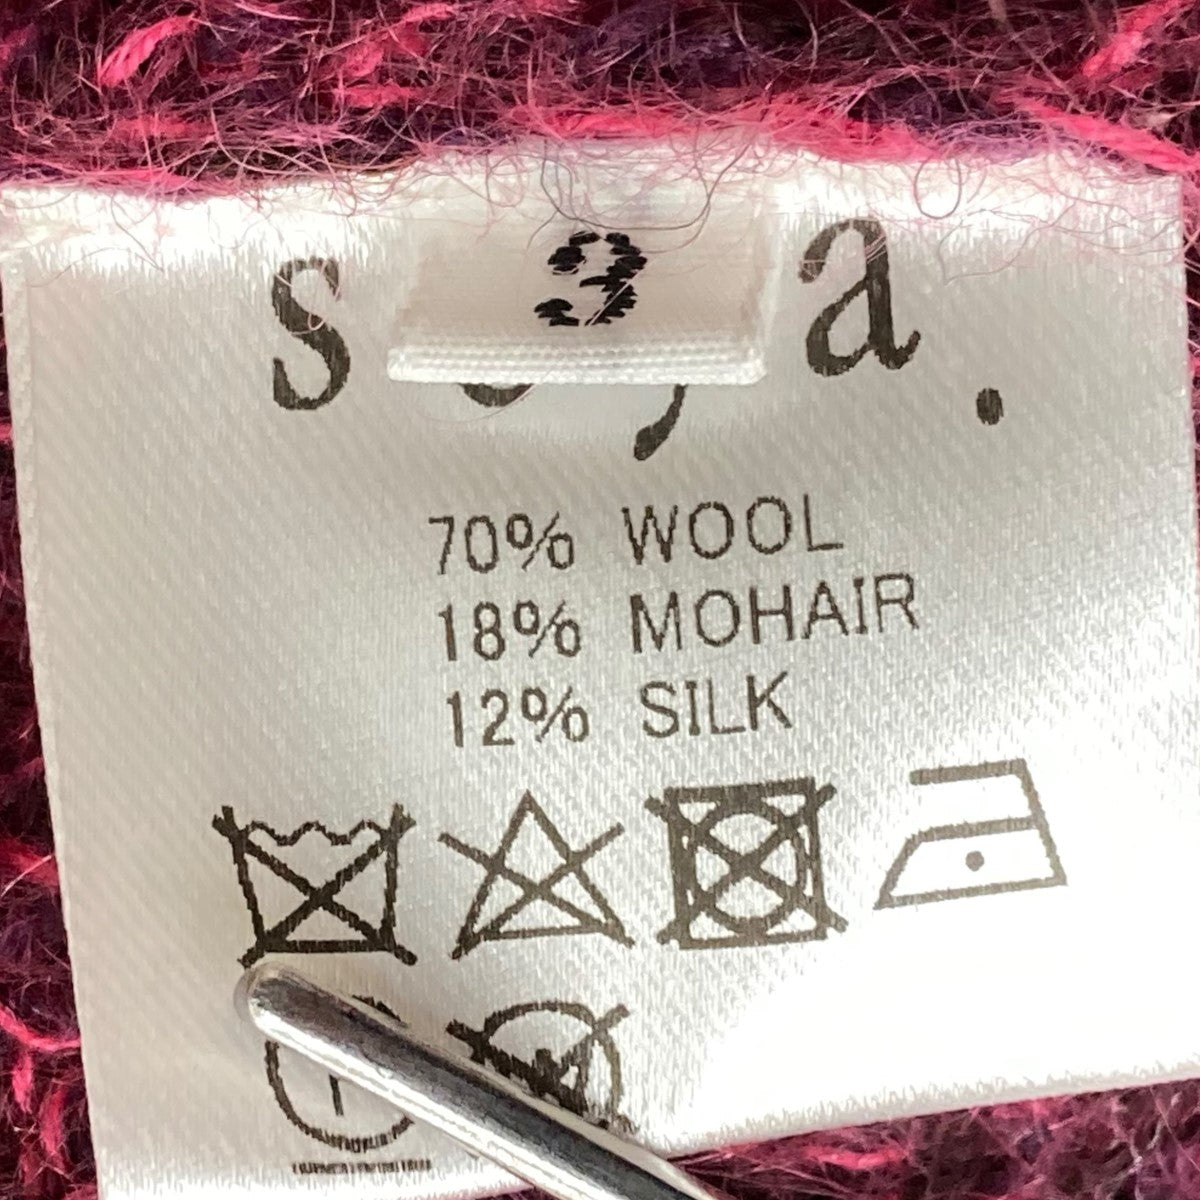 3
70% WOOL
18% MOHAIR
12% SILK